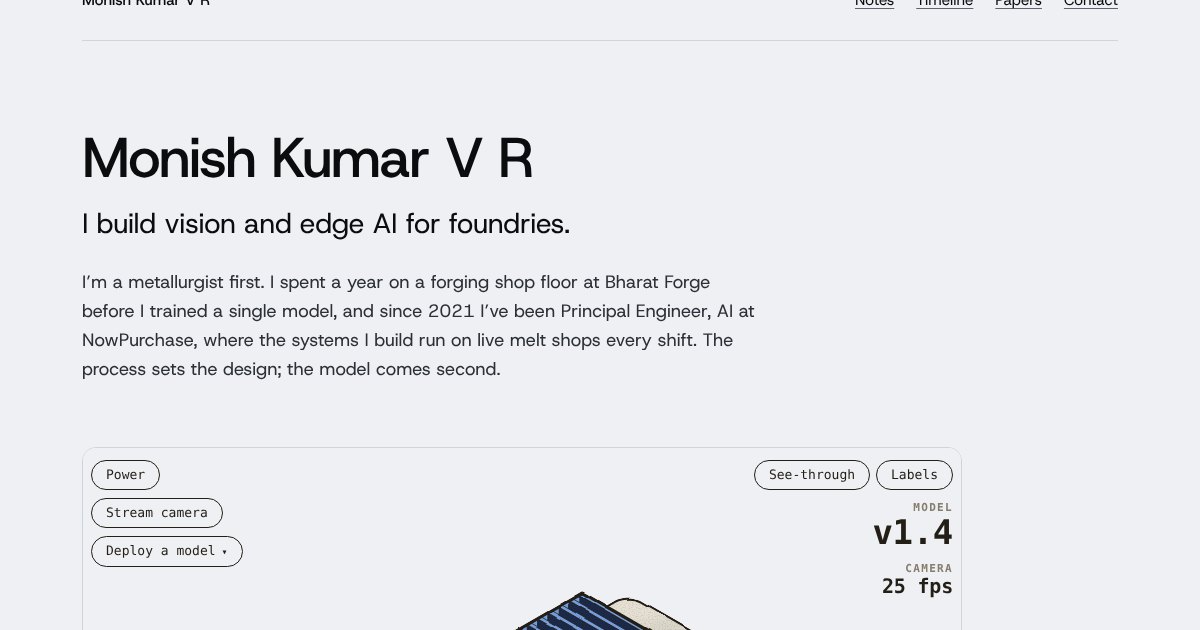 Monish Kumar V R
Notes Timeline Papers Contact
Monish Kumar V R
I build vision and edge AI for foundries.
I’m a metallurgist first. I spent a year on a forging shop floor at Bharat Forge
before I trained a single model, and since 2021 I’ve been Principal Engineer, AI at
NowPurchase, where the systems I build run on live melt shops every shift. The
process sets the design; the model comes second.
Power
See-through Labels
Stream camera
MODEL
v1.4
Deploy a model ▾
CAMERA
25 fps